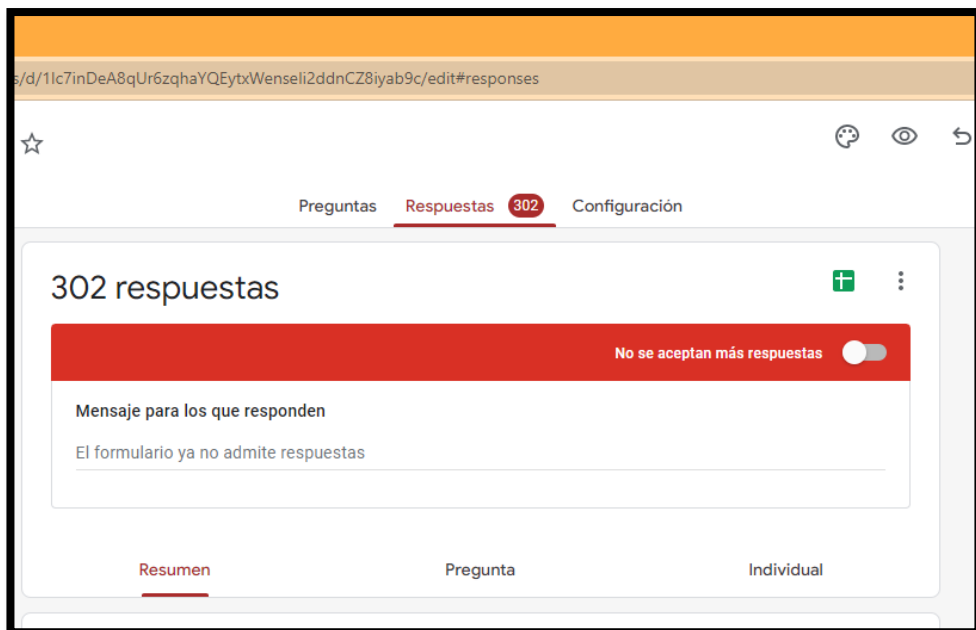 s/d/1Ic7inDeA8qUr6zqhaYQEytxWenseli2ddnCZ8iyab9c/edit#responses
Preguntas Respuestas 302 Configuración
302 respuestas
No se aceptan más respuestas
Mensaje para los que responden
El formulario ya no admite respuestas
Resumen Pregunta Individual